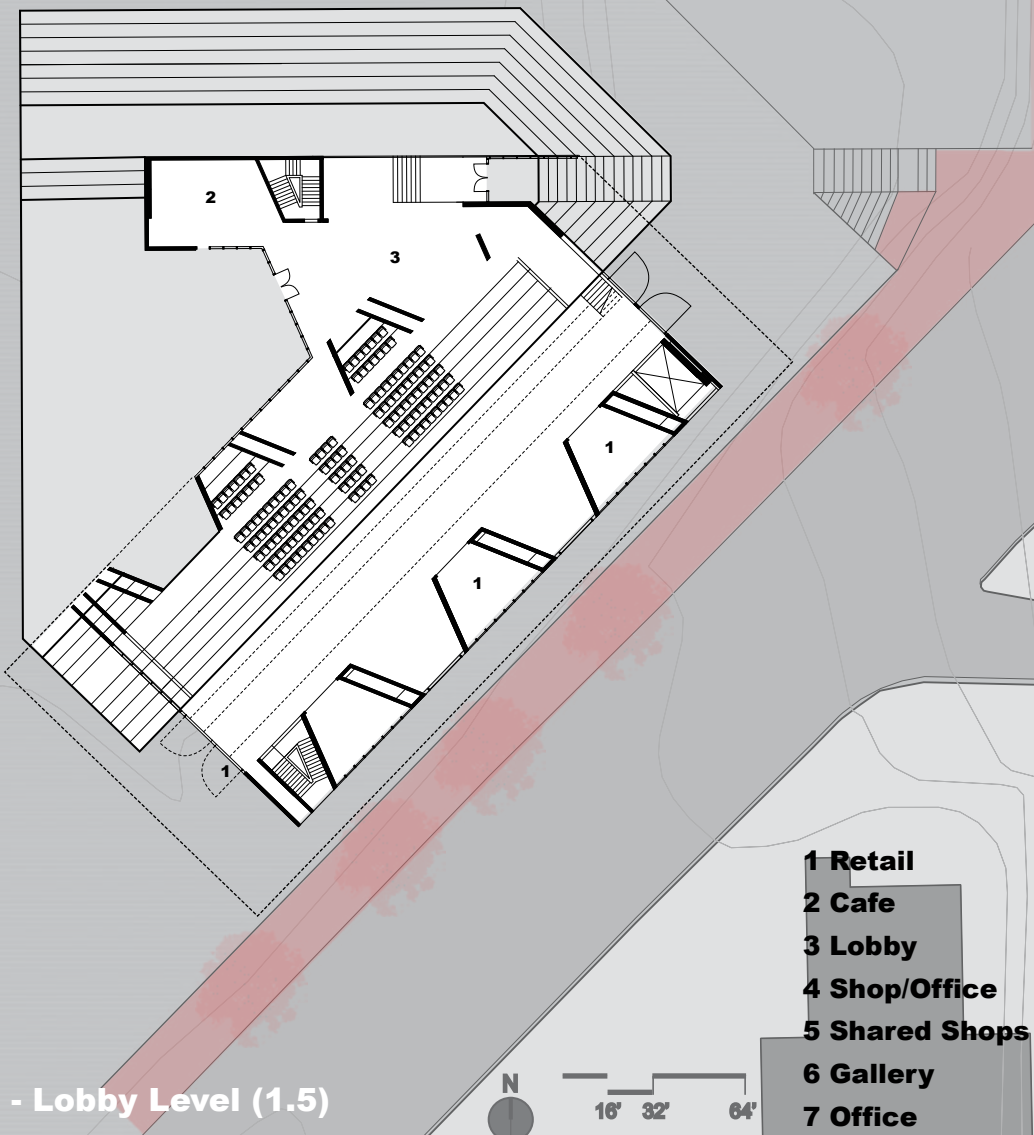 2
3
1
1
1
1 Retail
2 Cafe
3 Lobby
4 Shop/Office
5 Shared Shops
6 Gallery
7 Office
- Lobby Level (1.5)
N
16' 32' 64'